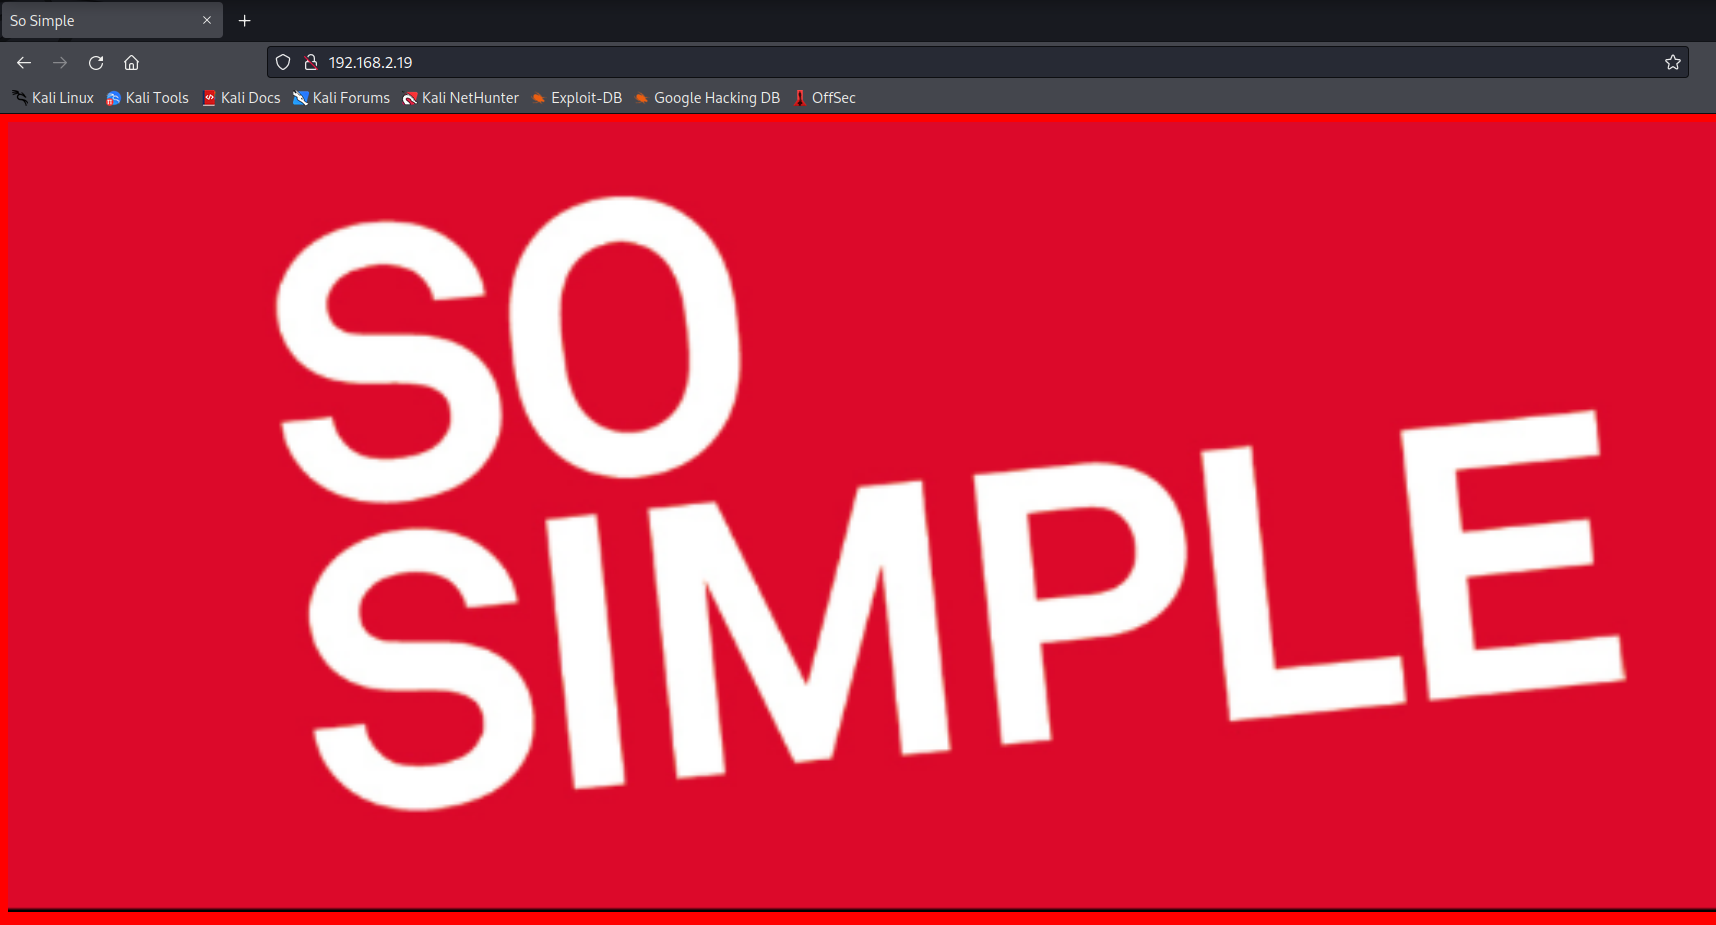 So Simple
192.168.2.19
Kali Linux Kali Tools Kali Docs Kali Forums Kali NetHunter Exploit-DB Google Hacking DB OffSec
SO
SIMPLE